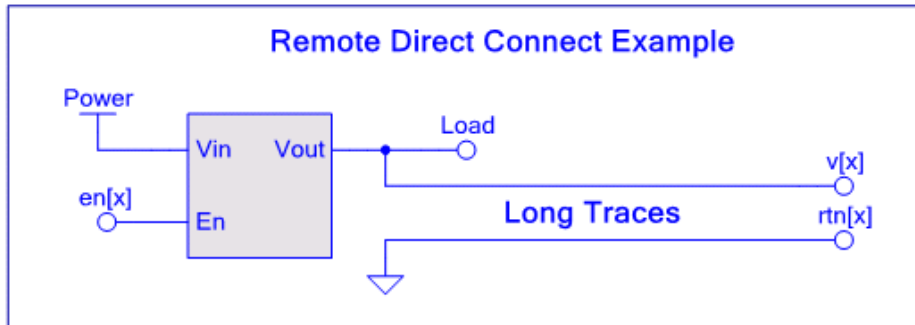 Remote Direct Connect Example
Power
Load
Vin
Vout
v[x]
en[x]
En
Long Traces
rtn[x]